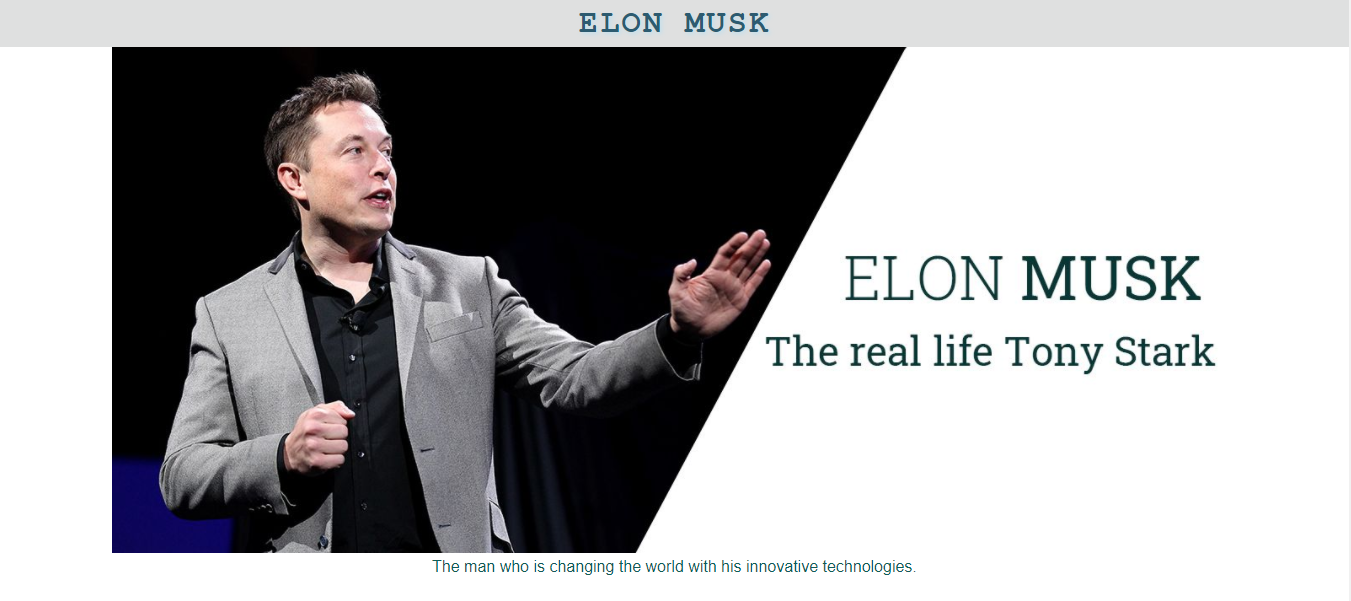 ELON MUSK
ELON MUSK
The real life Tony Stark
The man who is changing the world with his innovative technologies.